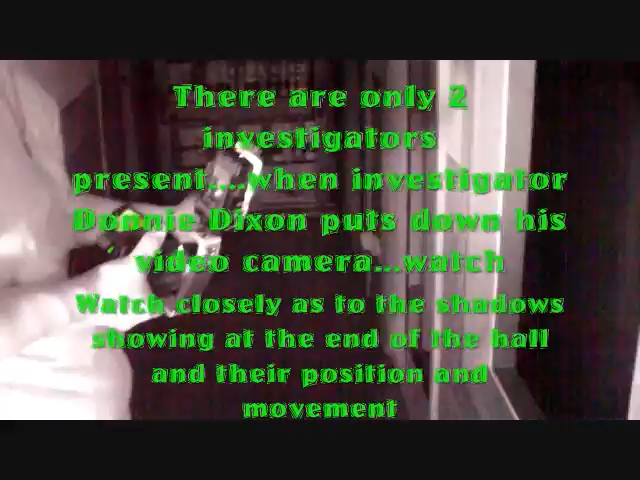 There are only 2
investigators
present....when investigator
Donnie Dixon puts down his
video camera...watch
Watch closely as to the shadows
showing at the end of the hall
and their position and
movement